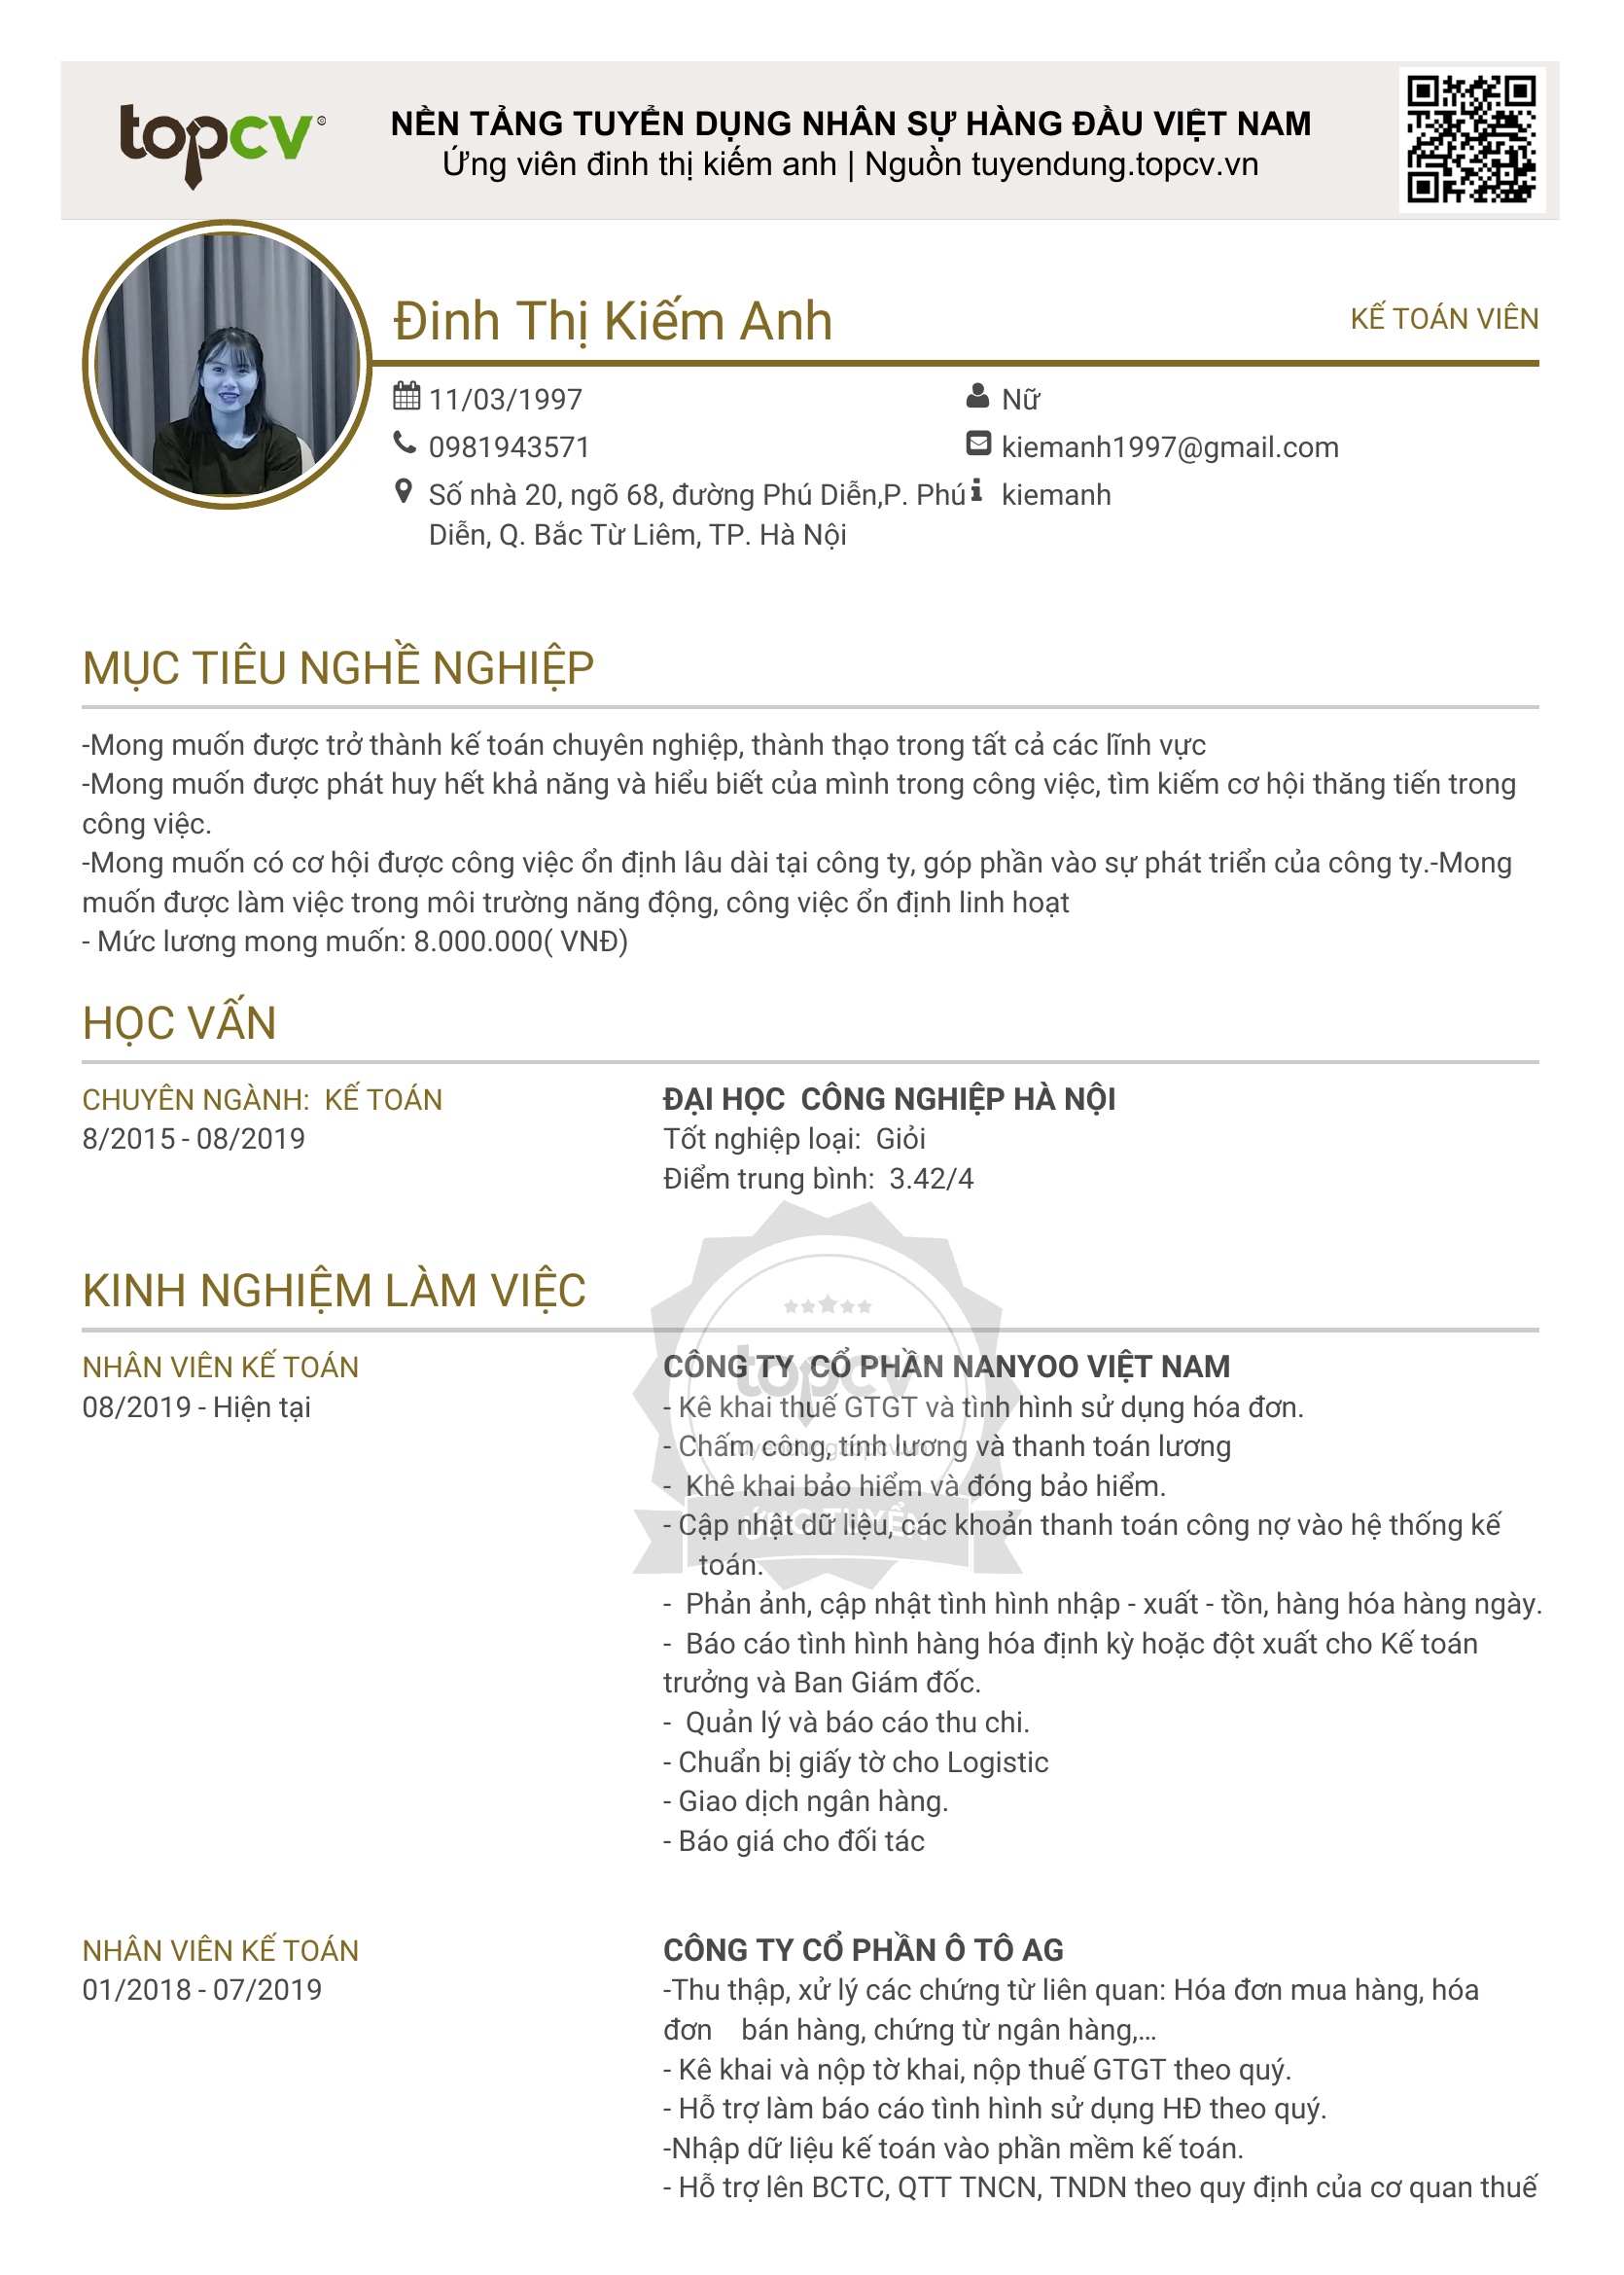 topcv®
NỀN TẢNG TUYỂN DỤNG NHÂN SỰ HÀNG ĐẦU VIỆT NAM
Ứng viên đinh thị kiếm anh | Nguồn tuyendung.topcv.vn
Đinh Thị Kiếm Anh
KẾ TOÁN VIÊN
11/03/1997
Nữ
0981943571
kiemanh1997@gmail.com
Số nhà 20, ngõ 68, đường Phú Diễn,P. Phú
Diễn, Q. Bắc Từ Liêm, TP. Hà Nội
kiemanh
MỤC TIÊU NGHỀ NGHIỆP
-Mong muốn được trở thành kế toán chuyên nghiệp, thành thạo trong tất cả các lĩnh vực
-Mong muốn được phát huy hết khả năng và hiểu biết của mình trong công việc, tìm kiếm cơ hội thăng tiến trong
công việc.
-Mong muốn có cơ hội được công việc ổn định lâu dài tại công ty, góp phần vào sự phát triển của công ty.-Mong
muốn được làm việc trong môi trường năng động, công việc ổn định linh hoạt
- Mức lương mong muốn: 8.000.000( VNĐ)
HỌC VẤN
CHUYÊN NGÀNH:  KẾ TOÁN
8/2015 - 08/2019
ĐẠI HỌC  CÔNG NGHIỆP HÀ NỘI
Tốt nghiệp loại:  Giỏi
Điểm trung bình:  3.42/4
KINH NGHIỆM LÀM VIỆC
NHÂN VIÊN KẾ TOÁN
08/2019 - Hiện tại
CÔNG TY  CỔ PHẦN NANYOO VIỆT NAM
- Kê khai thuế GTGT và tình hình sử dụng hóa đơn.
- Chấm công, tính lương và thanh toán lương
-  Khê khai bảo hiểm và đóng bảo hiểm.
- Cập nhật dữ liệu, các khoản thanh toán công nợ vào hệ thống kế
toán.
-  Phản ảnh, cập nhật tình hình nhập - xuất - tồn, hàng hóa hàng ngày.
-  Báo cáo tình hình hàng hóa định kỳ hoặc đột xuất cho Kế toán
trưởng và Ban Giám đốc.
-  Quản lý và báo cáo thu chi.
- Chuẩn bị giấy tờ cho Logistic
- Giao dịch ngân hàng.
- Báo giá cho đối tác
topcv
tuyendung.topcv.vn
ỨNG TUYỂN
NHÂN VIÊN KẾ TOÁN
01/2018 - 07/2019
CÔNG TY CỔ PHẦN Ô TÔ AG
-Thu thập, xử lý các chứng từ liên quan: Hóa đơn mua hàng, hóa
đơn    bán hàng, chứng từ ngân hàng,...
- Kê khai và nộp tờ khai, nộp thuế GTGT theo quý.
- Hỗ trợ làm báo cáo tình hình sử dụng HĐ theo quý.
-Nhập dữ liệu kế toán vào phần mềm kế toán.
- Hỗ trợ lên BCTC, QTT TNCN, TNDN theo quy định của cơ quan thuế